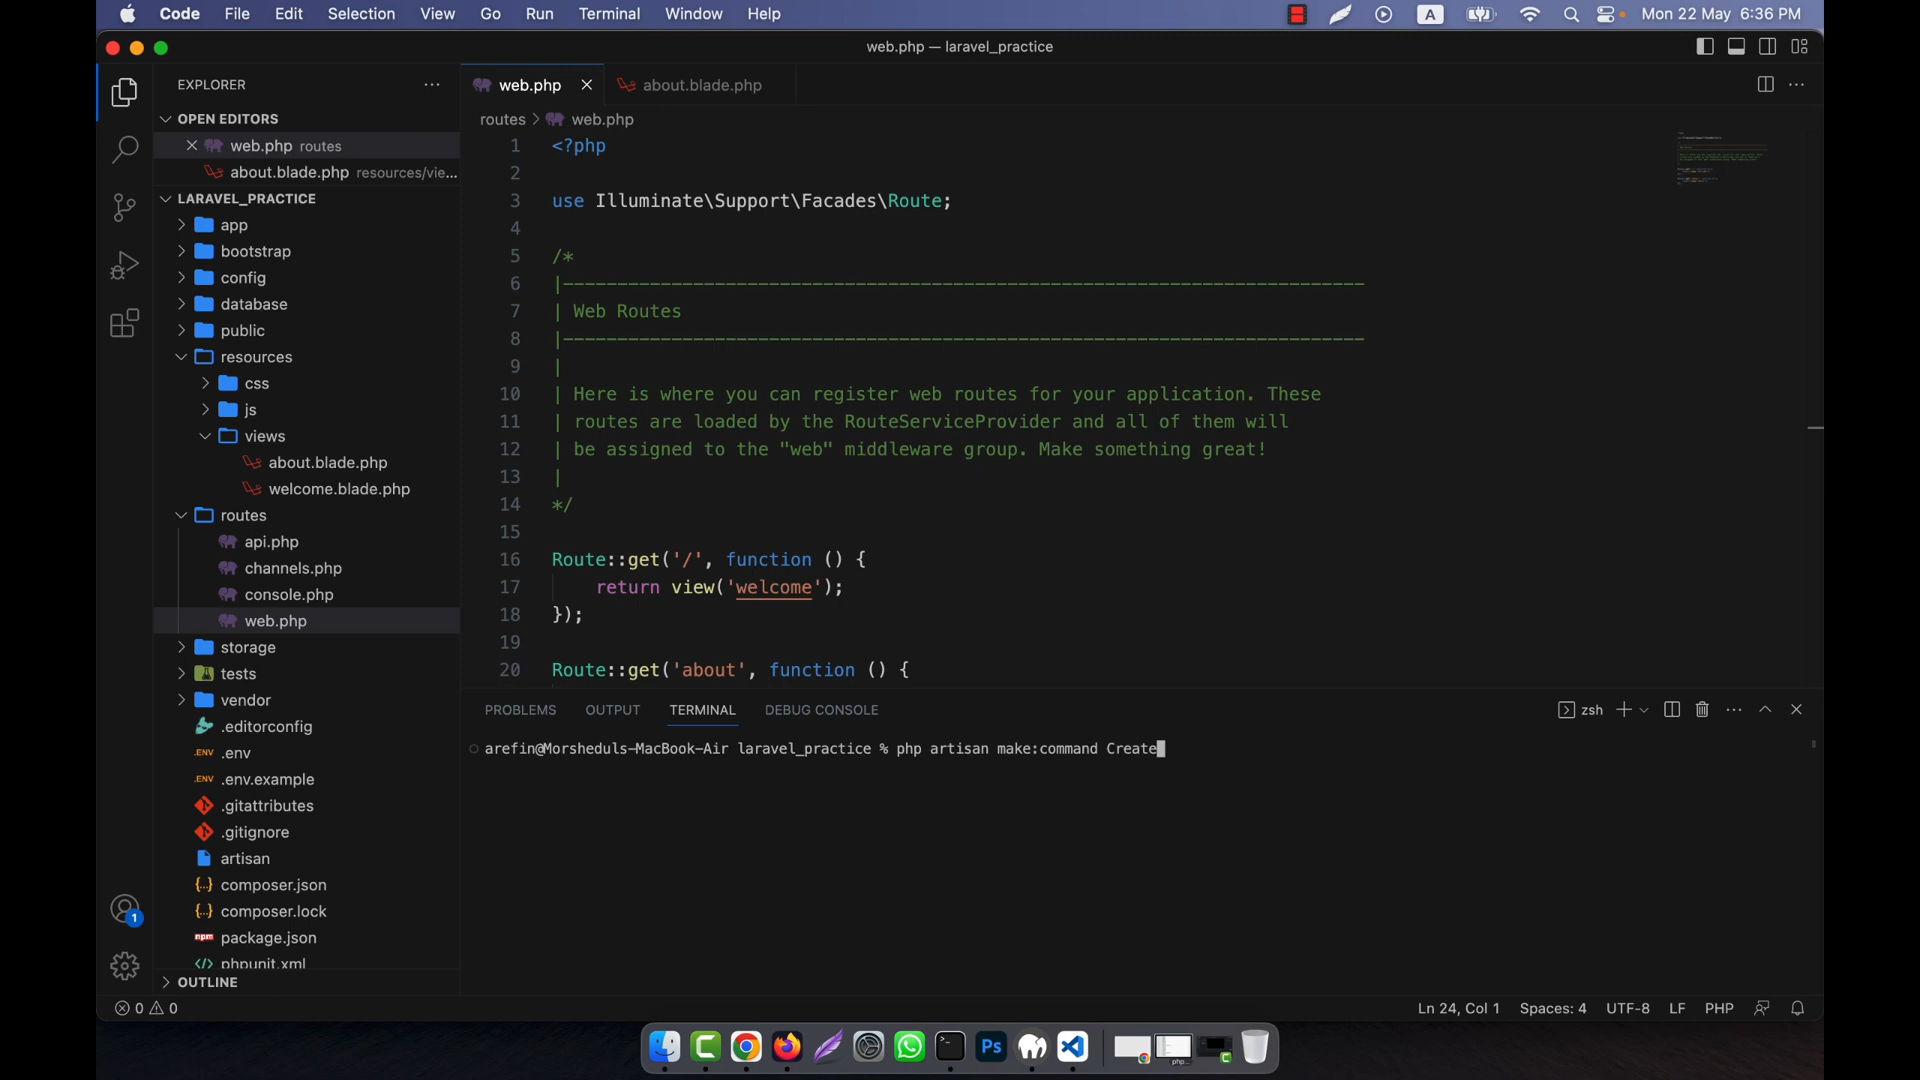 Code File Edit Selection View Go Run Terminal Window Help A Mon 22 May 6:36 PM
web.php — laravel_practice
EXPLORER
web.php
about.blade.php
OPEN EDITORS
routes > web.php
web.php routes
about.blade.php resources/vie...
LARAVEL_PRACTICE
app
bootstrap
config
database
public
resources
css
js
views
about.blade.php
welcome.blade.php
routes
api.php
channels.php
console.php
web.php
storage
tests
vendor
.editorconfig
.ENV .env
.ENV .env.example
.gitattributes
.gitignore
artisan
{..} composer.json
{..} composer.lock
npm package.json
</> phpunit.xml
OUTLINE
1 <?php
2
3 use Illuminate\Support\Facades\Route;
4
5 /*
6 |--------------------------------------------------------------------------
7 | Web Routes
8 |--------------------------------------------------------------------------
9 |
10 | Here is where you can register web routes for your application. These
11 | routes are loaded by the RouteServiceProvider and all of them will
12 | be assigned to the "web" middleware group. Make something great!
13 |
14 */
15
16 Route::get('/', function () {
17 return view('welcome');
18 });
19
20 Route::get('about', function () {
PROBLEMS OUTPUT TERMINAL DEBUG CONSOLE zsh
arefin@Morsheduls-MacBook-Air laravel_practice % php artisan make:command Create
1
0 0 Ln 24, Col 1 Spaces: 4 UTF-8 LF PHP
Ps